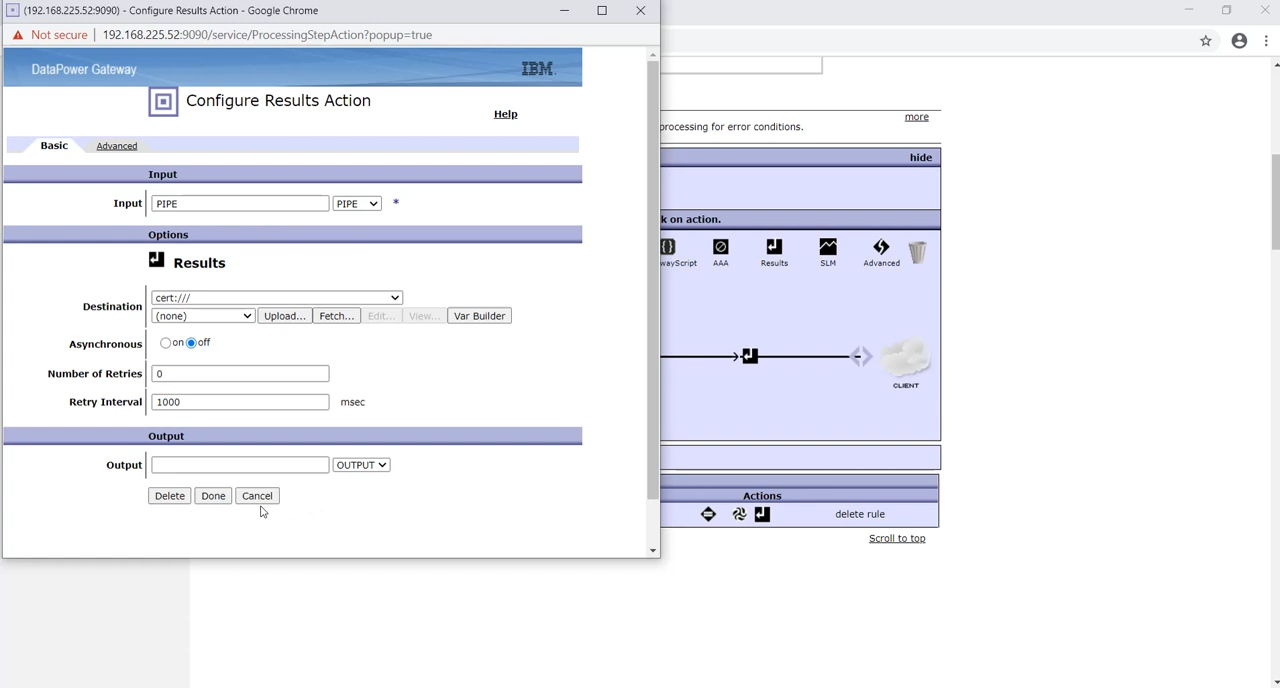 (192.168.225.52:9090) - Configure Results Action - Google Chrome
Not secure | 192.168.225.52:9090/service/ProcessingStepAction?popup=true
DataPower Gateway
IBM.
Configure Results Action
Help
Basic
Advanced
Input
Input
PIPE
PIPE
*
Options
Results
Destination
cert:///
(none)
Upload...
Fetch...
Edit...
View...
Var Builder
Asynchronous
on
off
Number of Retries
0
Retry Interval
1000
msec
Output
Output
OUTPUT
Delete
Done
Cancel
more
processing for error conditions.
hide
k on action.
wayScript
AAA
Results
SLM
Advanced
CLIENT
Actions
delete rule
Scroll to top